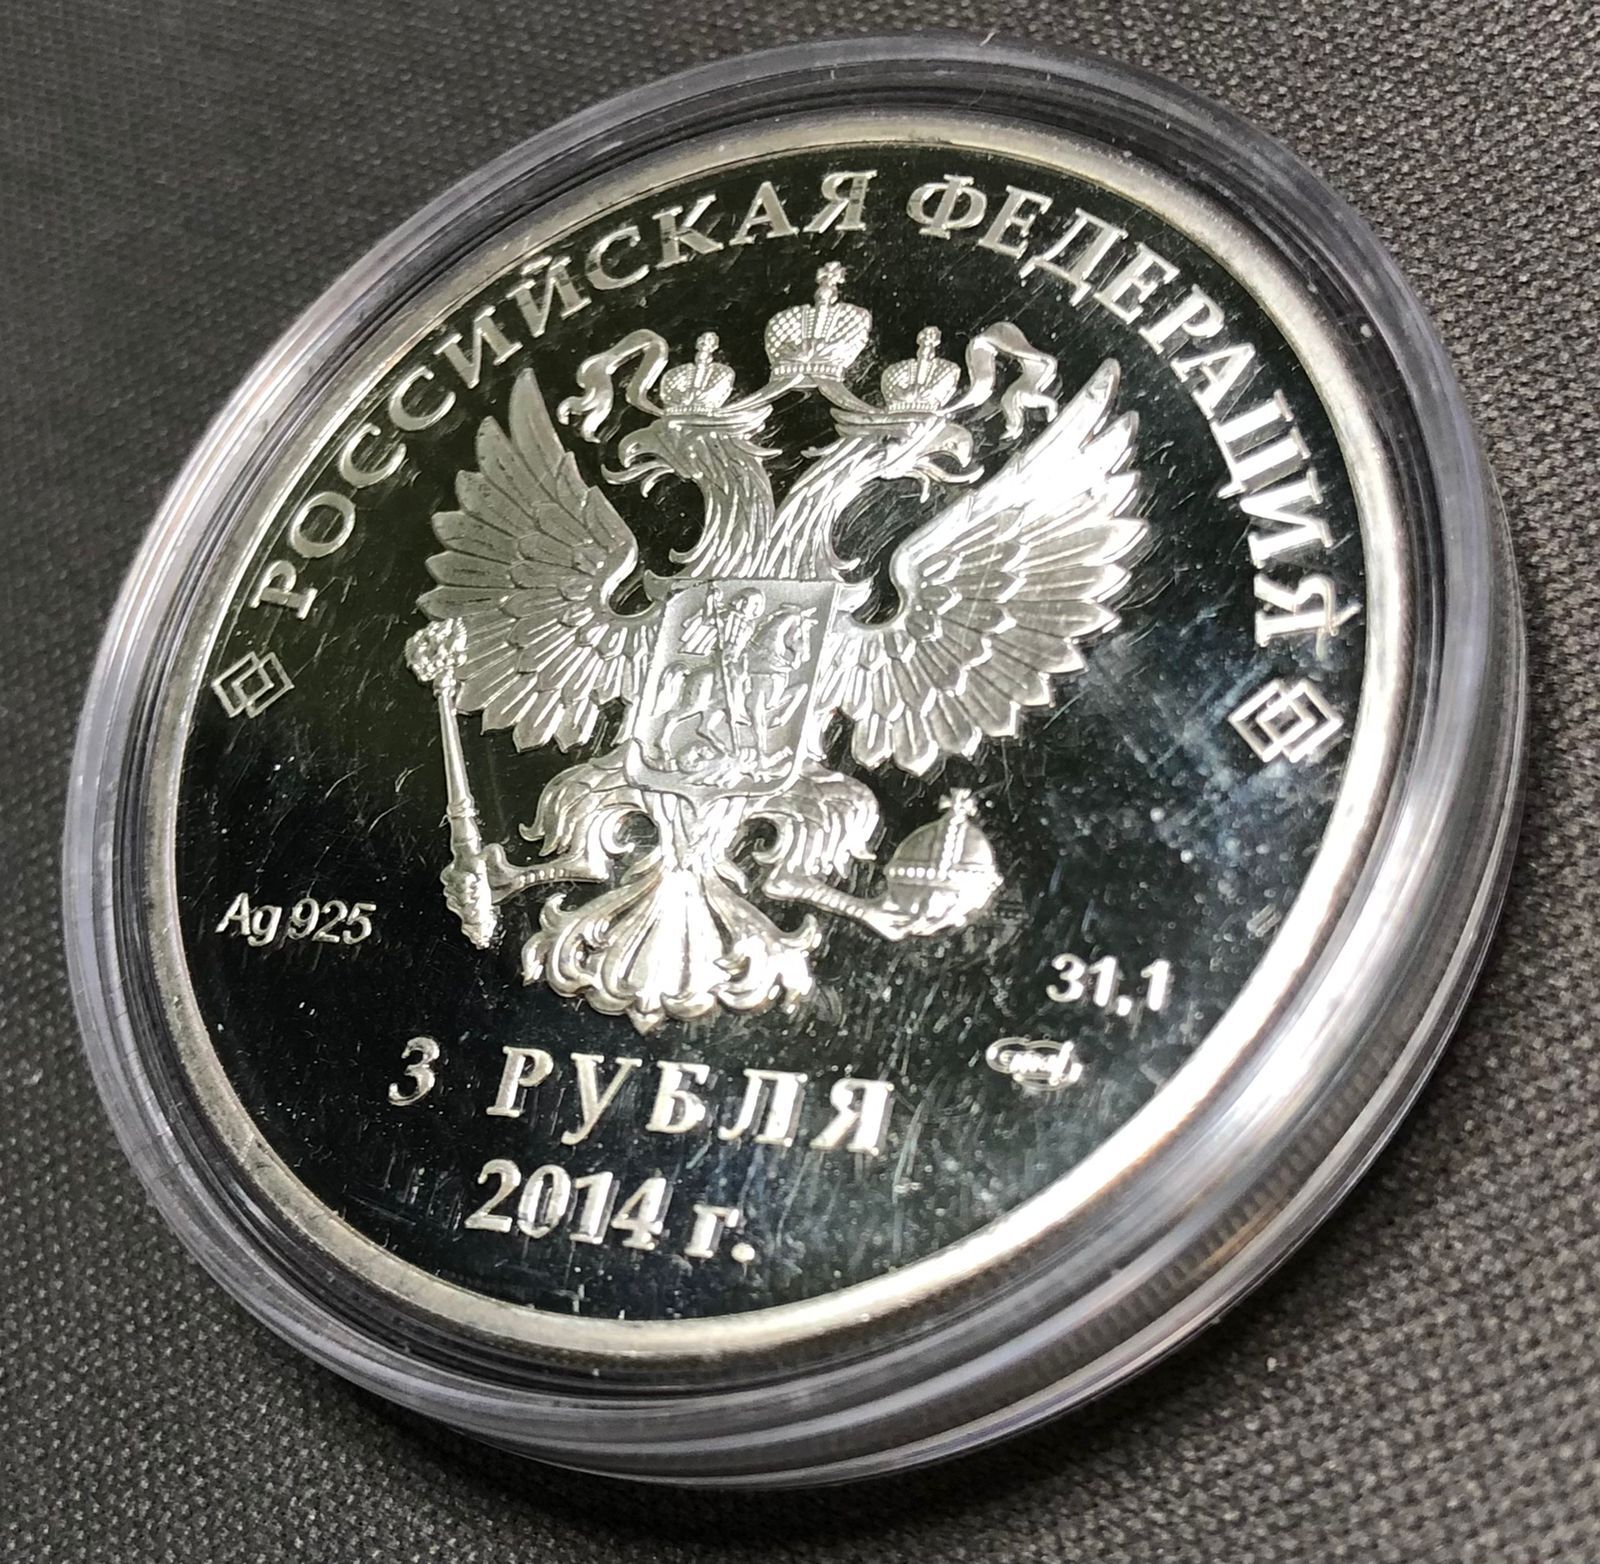 РОССИЙСКАЯ ФЕДЕРАЦИЯ
Ag 925
31,1
3 РУБЛЯ
2014 г.